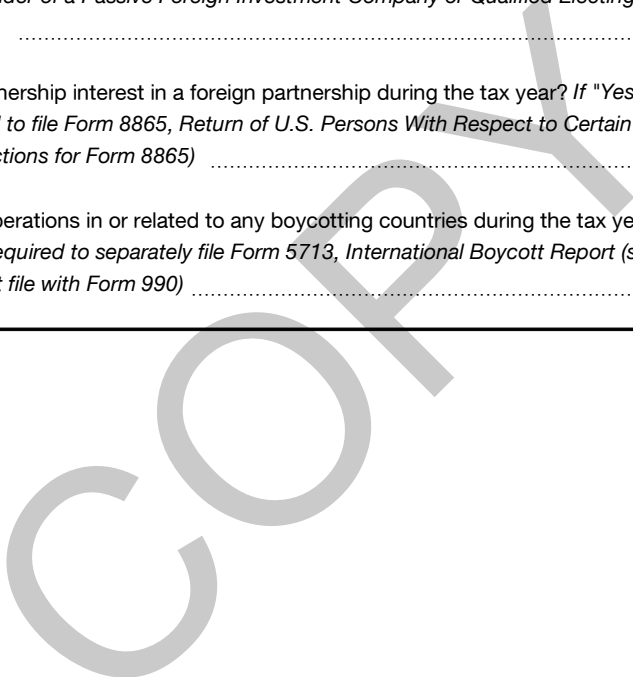 der of a Passive Foreign Investment Company or Qualified Electing
nership interest in a foreign partnership during the tax year? If "Yes
to file Form 8865, Return of U.S. Persons With Respect to Certain
ctions for Form 8865)
perations in or related to any boycotting countries during the tax ye
equired to separately file Form 5713, International Boycott Report (s
t file with Form 990)
COPY